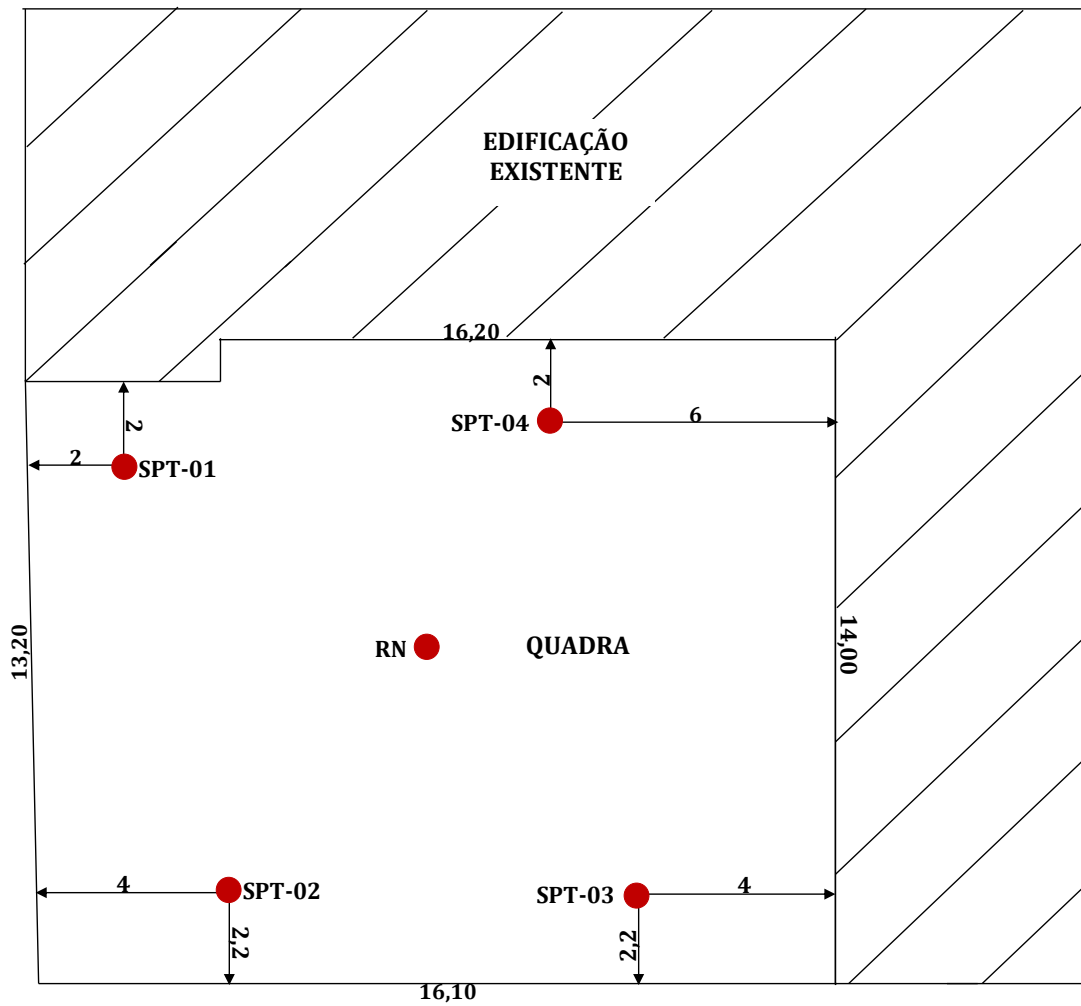 EDIFICAÇÃO
EXISTENTE
16,20
2
SPT-04
6
2
2
SPT-01
13,20
RN
QUADRA
14,00
4
SPT-02
2,2
SPT-03
4
2,2
16,10